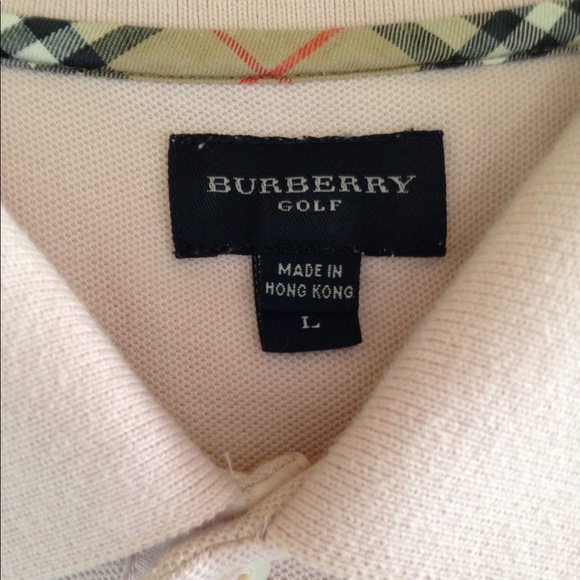 BURBERRY
GOLF
MADE IN
HONG KONG
L